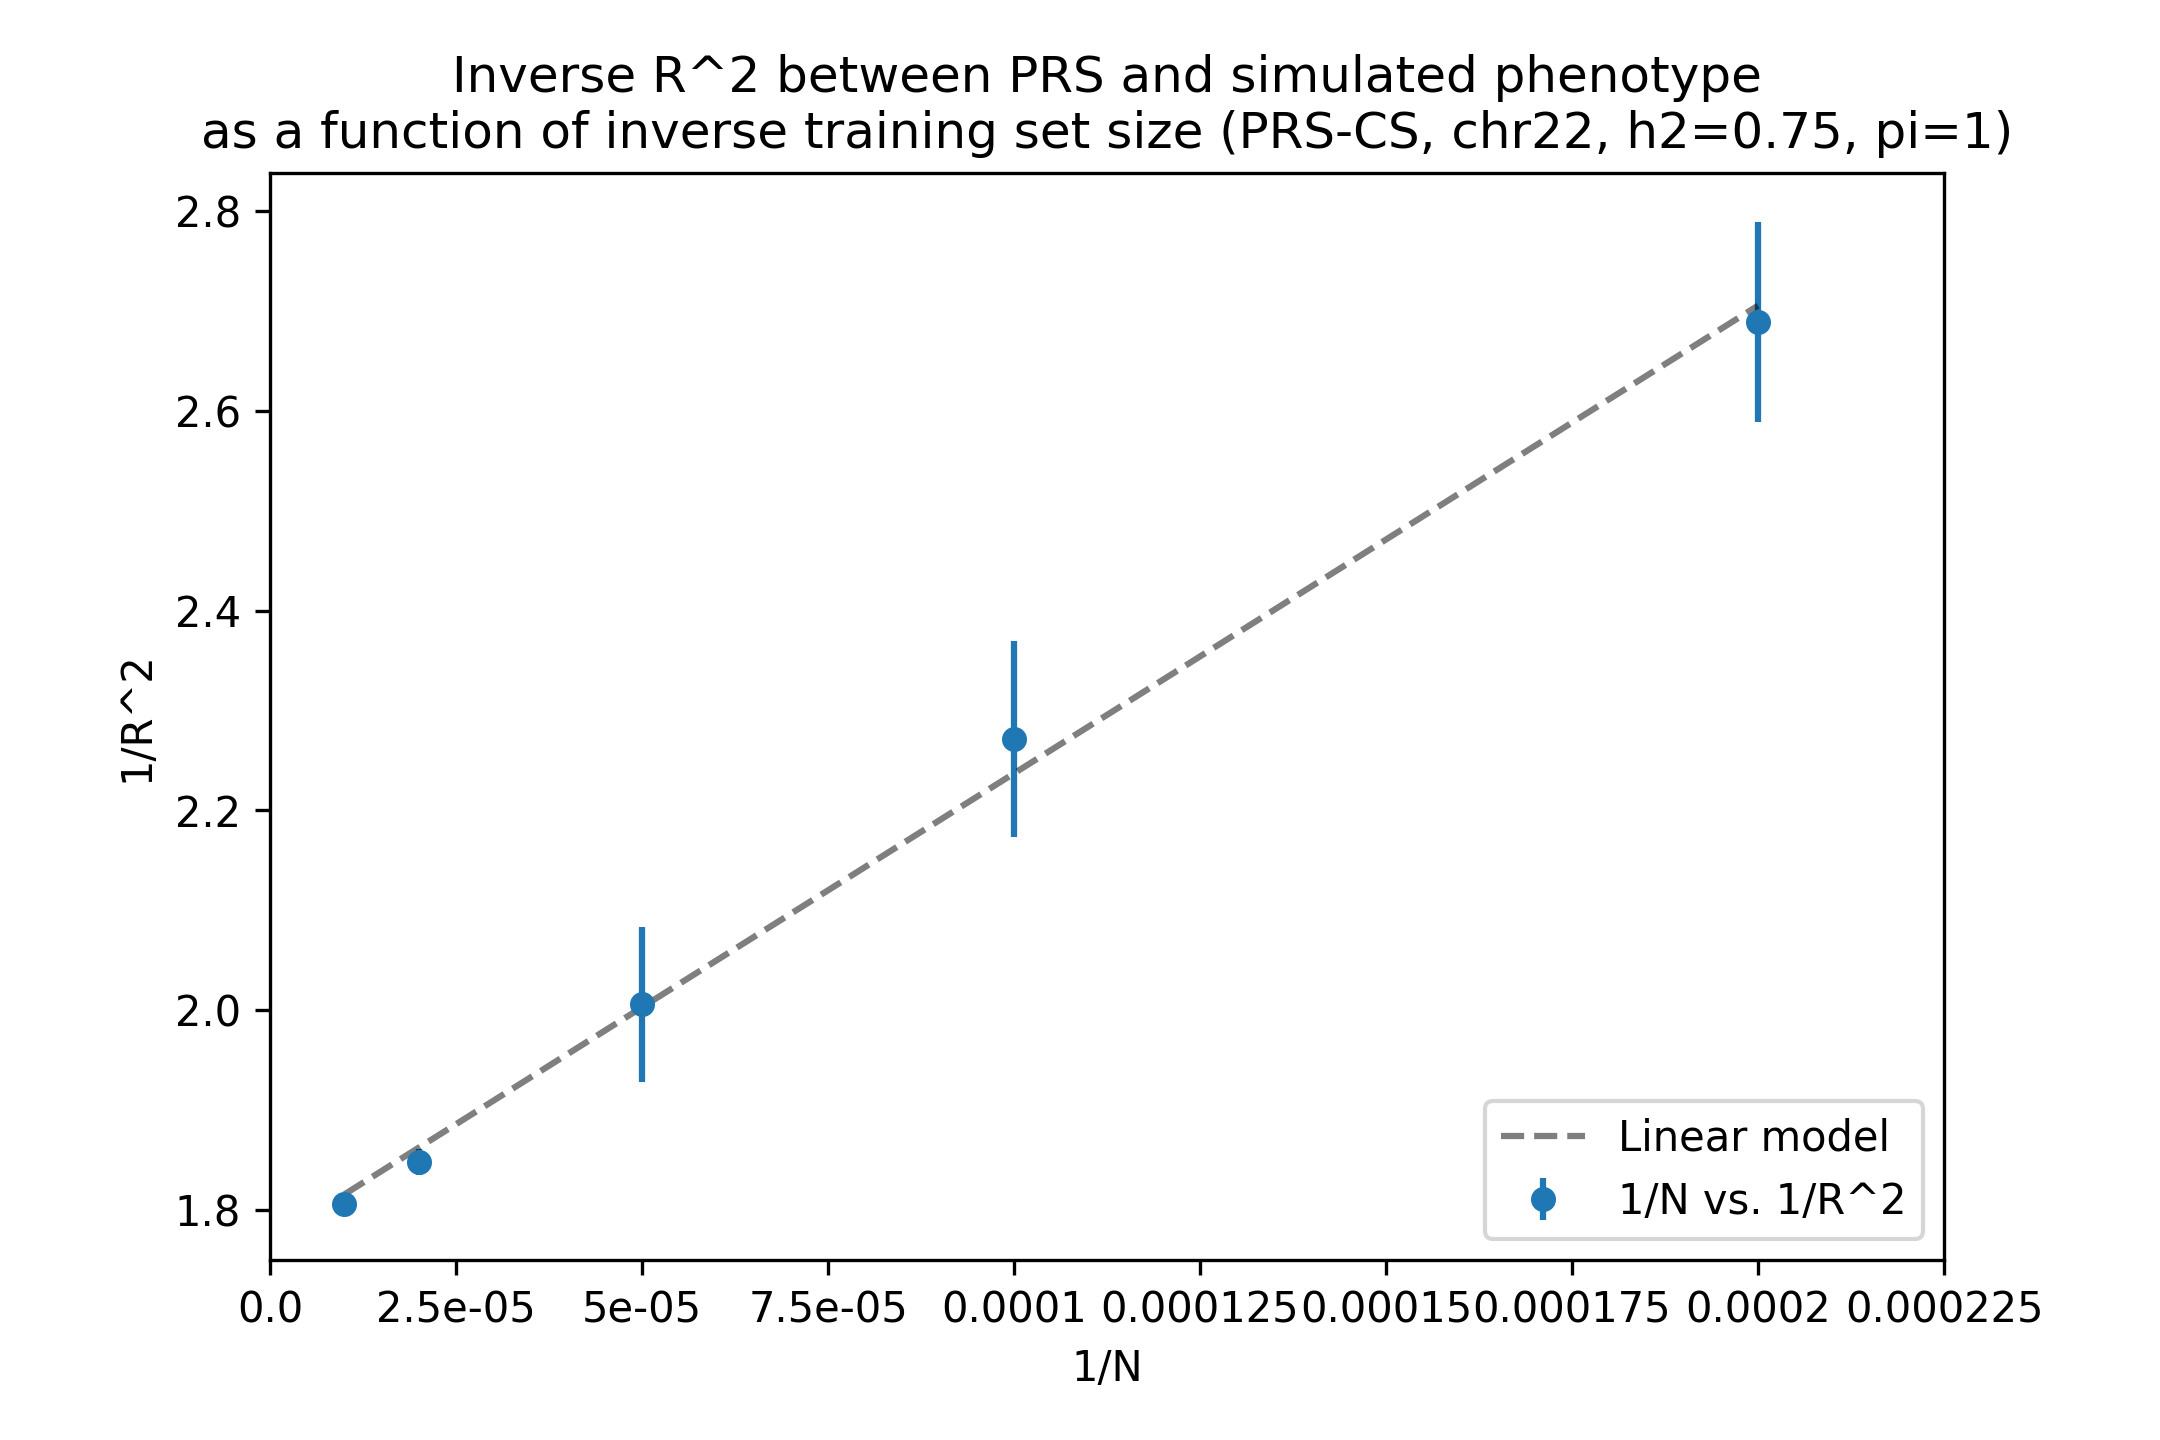 Inverse R^2 between PRS and simulated phenotype
as a function of inverse training set size (PRS-CS, chr22, h2=0.75, pi=1)
2.8
2.6
2.4
2.2
2.0
1.8
1/R^2
Linear model
1/N vs. 1/R^2
0.0 2.5e-05 5e-05 7.5e-05 0.0001 0.000125 0.00015 0.000175 0.0002 0.000225
1/N